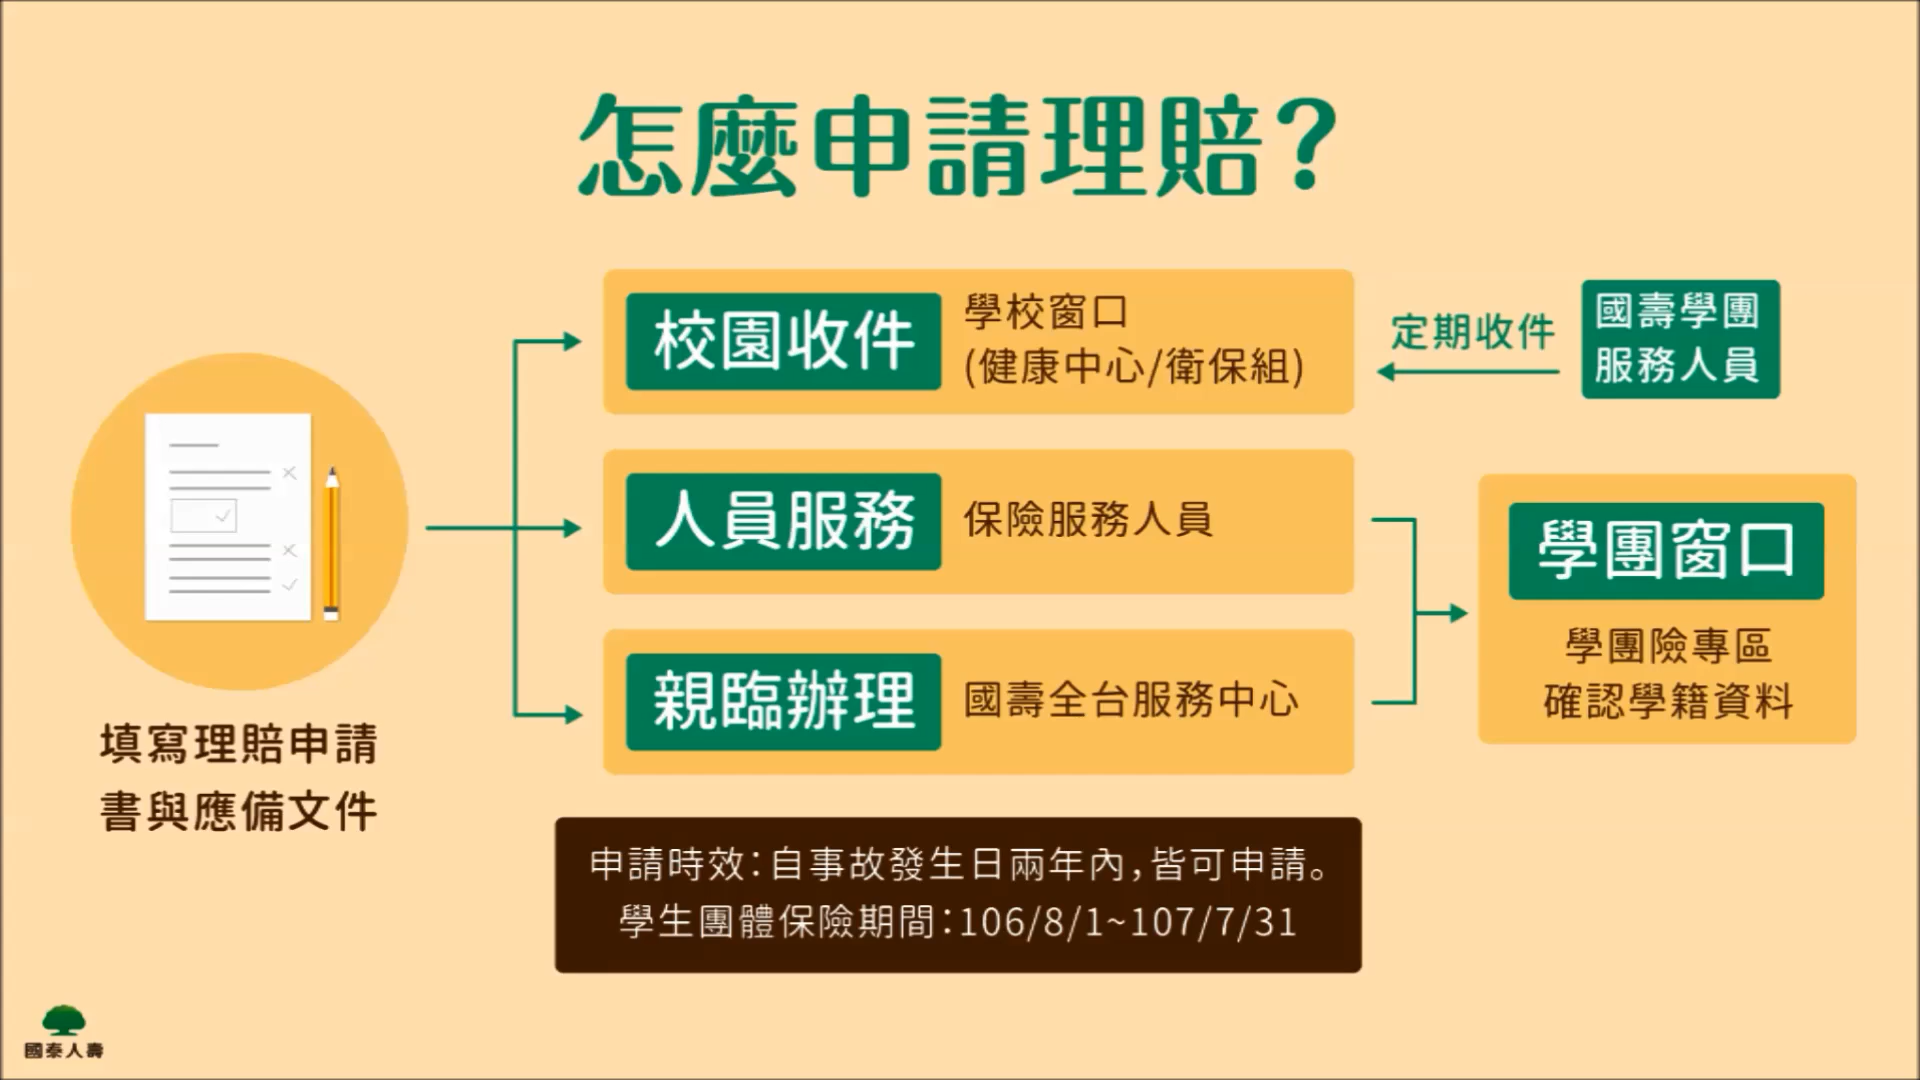 怎麼申請理賠?
填寫理賠申請
書與應備文件
校園收件
學校窗口
(健康中心/衛保組)
定期收件
國壽學團
服務人員
人員服務
保險服務人員
親臨辦理
國壽全台服務中心
學團窗口
學團險專區
確認學籍資料
申請時效:自事故發生日兩年內,皆可申請。
學生團體保險期間:106/8/1~107/7/31
國泰人壽